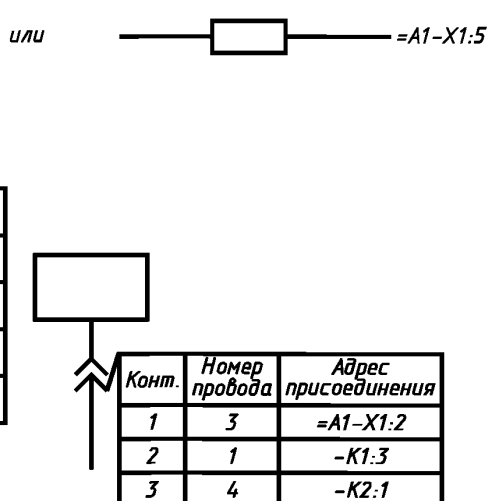 или =A1-X1:5
Конт. Номер провода Адрес присоединения
1 3 =A1-X1:2
2 1 -K1:3
3 4 -K2:1